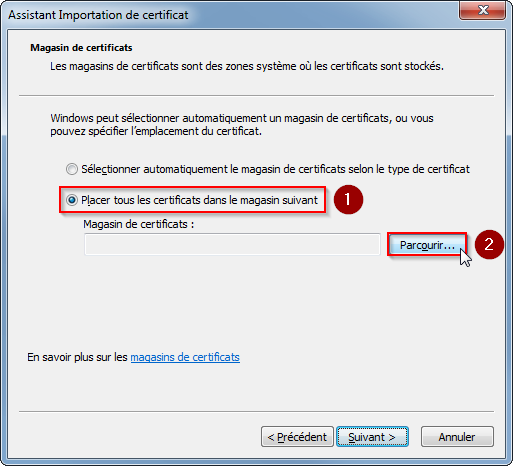 Assistant Importation de certificat
Magasin de certificats
Les magasins de certificats sont des zones système où les certificats sont stockés.
Windows peut sélectionner automatiquement un magasin de certificats, ou vous
pouvez spécifier l'emplacement du certificat.
Sélectionner automatiquement le magasin de certificats selon le type de certificat
Placer tous les certificats dans le magasin suivant
1
Magasin de certificats :
Parcourir...
2
En savoir plus sur les magasins de certificats
< Précédent
Suivant >
Annuler